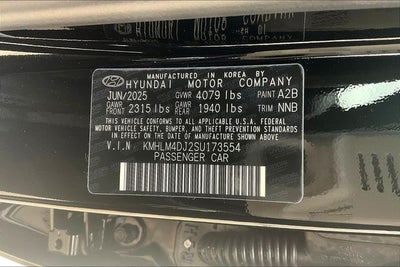 MANUFACTURED IN KOREA BY
HYUNDAI MOTOR COMPANY
JUN/2025 GVWR 4079 lbs PAINT A2B
GAWR 2315 lbs GAWR 1940 lbs TRIM NNB
THIS VEHICLE CONFORMS TO ALL APPLICABLE U.S.A. FEDERAL
MOTOR VEHICLE SAFETY, BUMPER, AND THEFT PREVENTION STANDARDS
IN EFFECT ON THE DATE OF MANUFACTURE SHOWN ABOVE.
V.I.N KMHLM4DJ2SU173554
PASSENGER CAR